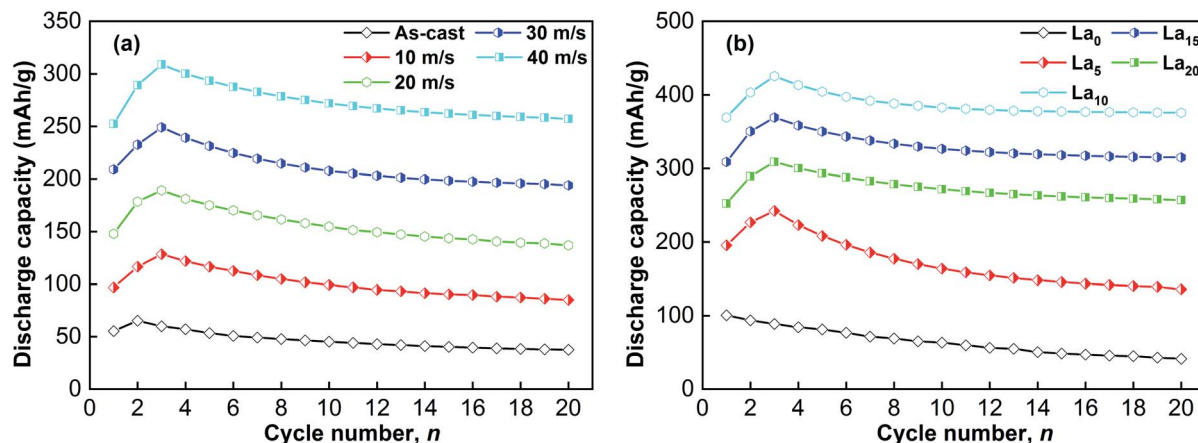 (a)
As-cast
30 m/s
10 m/s
40 m/s
20 m/s
Discharge capacity (mAh/g)
350
300
250
200
150
100
50
0
0 2 4 6 8 10 12 14 16 18 20
Cycle number, n
(b)
La₀
La₁₅
La₅
La₂₀
La₁₀
Discharge capacity (mAh/g)
500
400
300
200
100
0
0 2 4 6 8 10 12 14 16 18 20
Cycle number, n